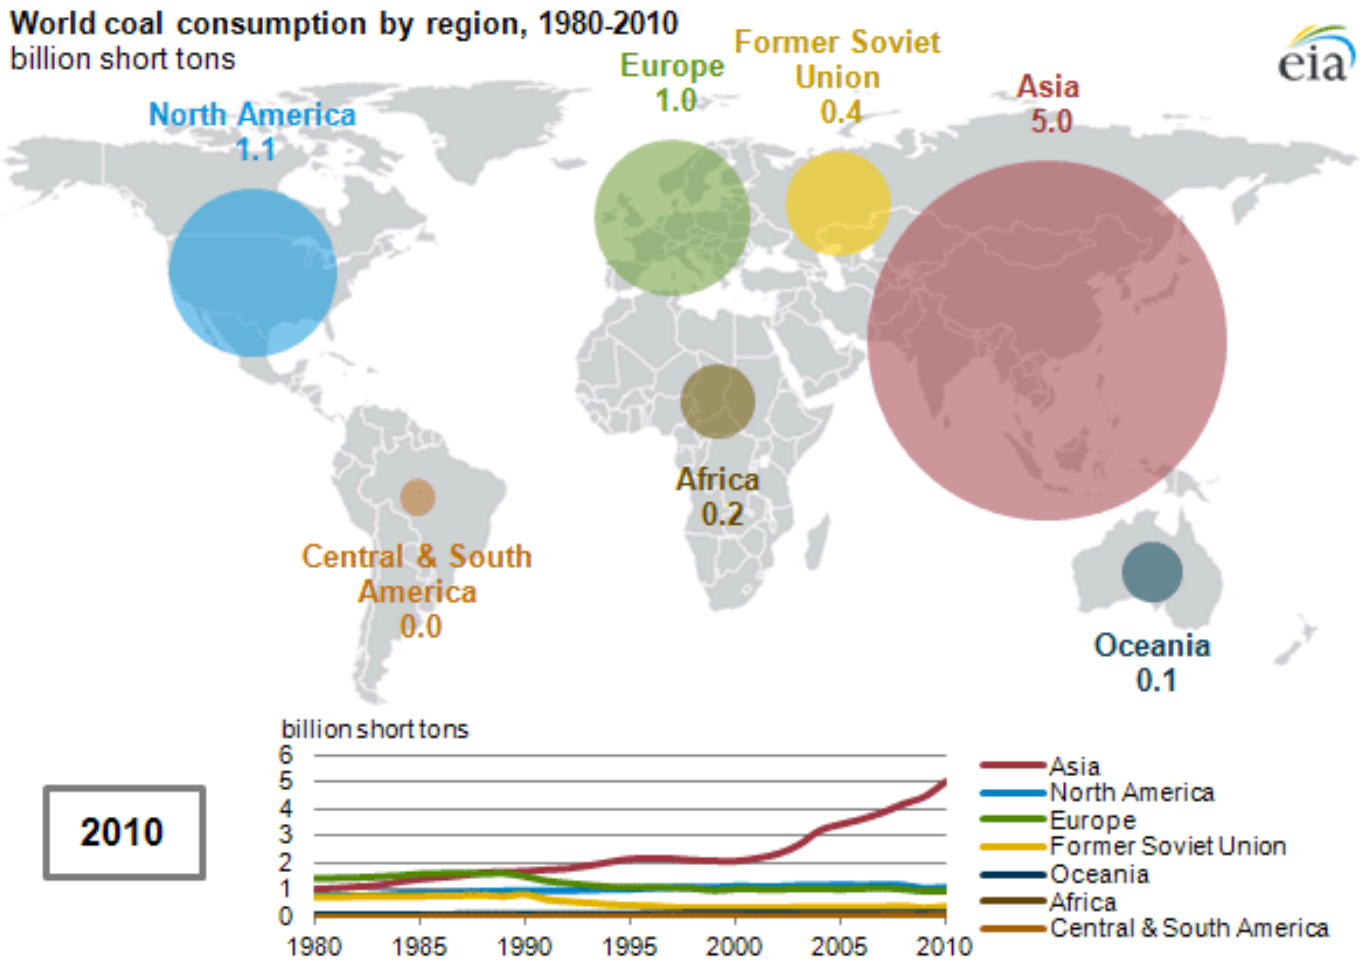 World coal consumption by region, 1980-2010
billion short tons
eia
North America
1.1
Europe
1.0
Former Soviet
Union
0.4
Asia
5.0
Africa
0.2
Central & South
America
0.0
Oceania
0.1
2010
billion short tons
6
5
4
3
2
1
0
1980 1985 1990 1995 2000 2005 2010
Asia
North America
Europe
Former Soviet Union
Oceania
Africa
Central & South America